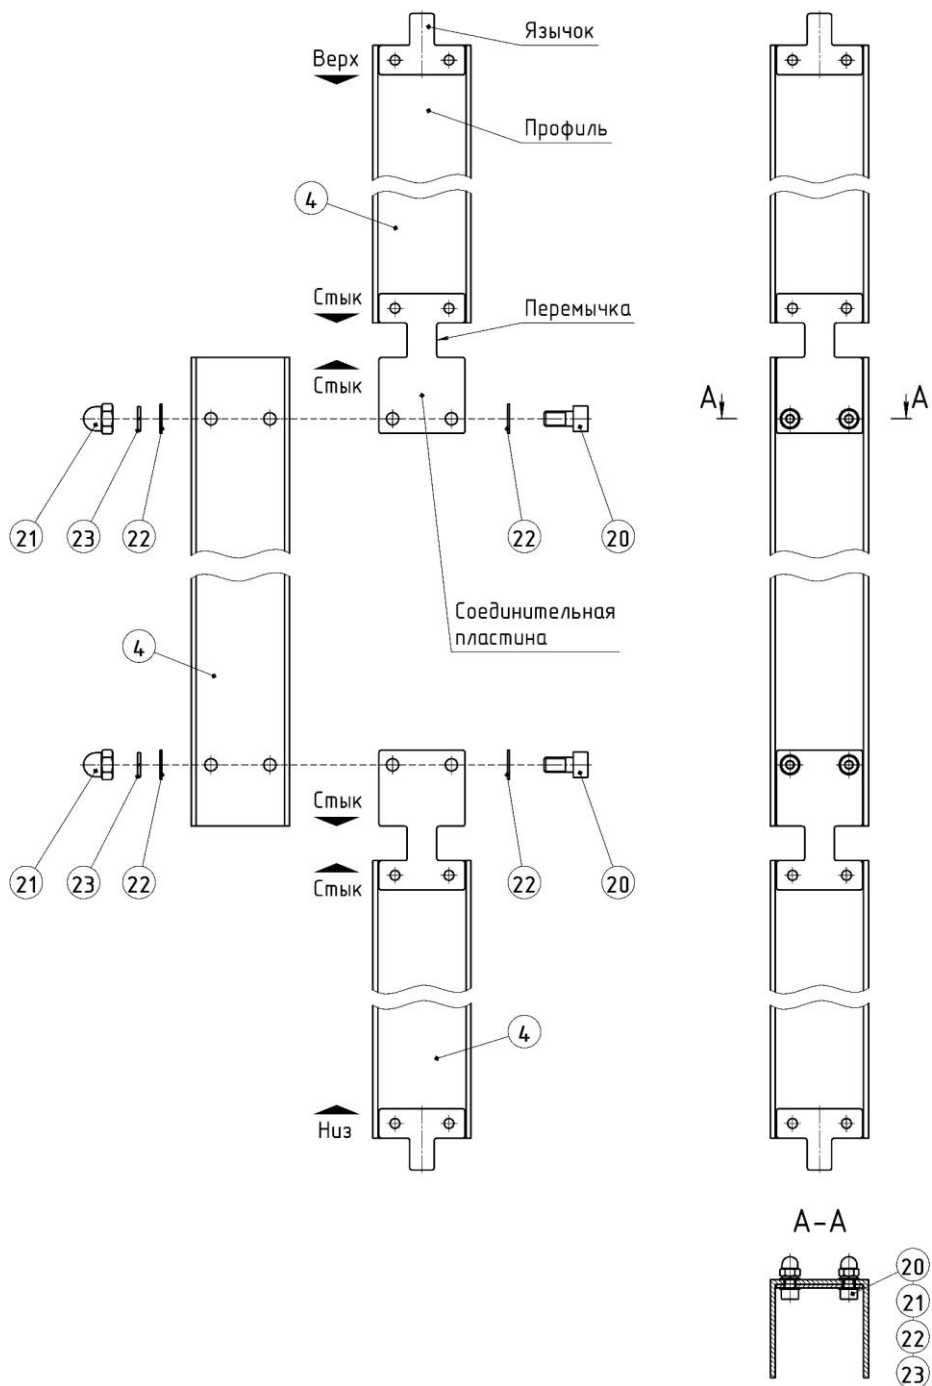 Язычок
Верх
Профиль
4
Стык
Перемычка
Стык
А
А
21
23
22
22
20
Соединительная
пластина
4
Стык
21
23
22
Стык
22
20
4
Низ
А-А
20
21
22
23